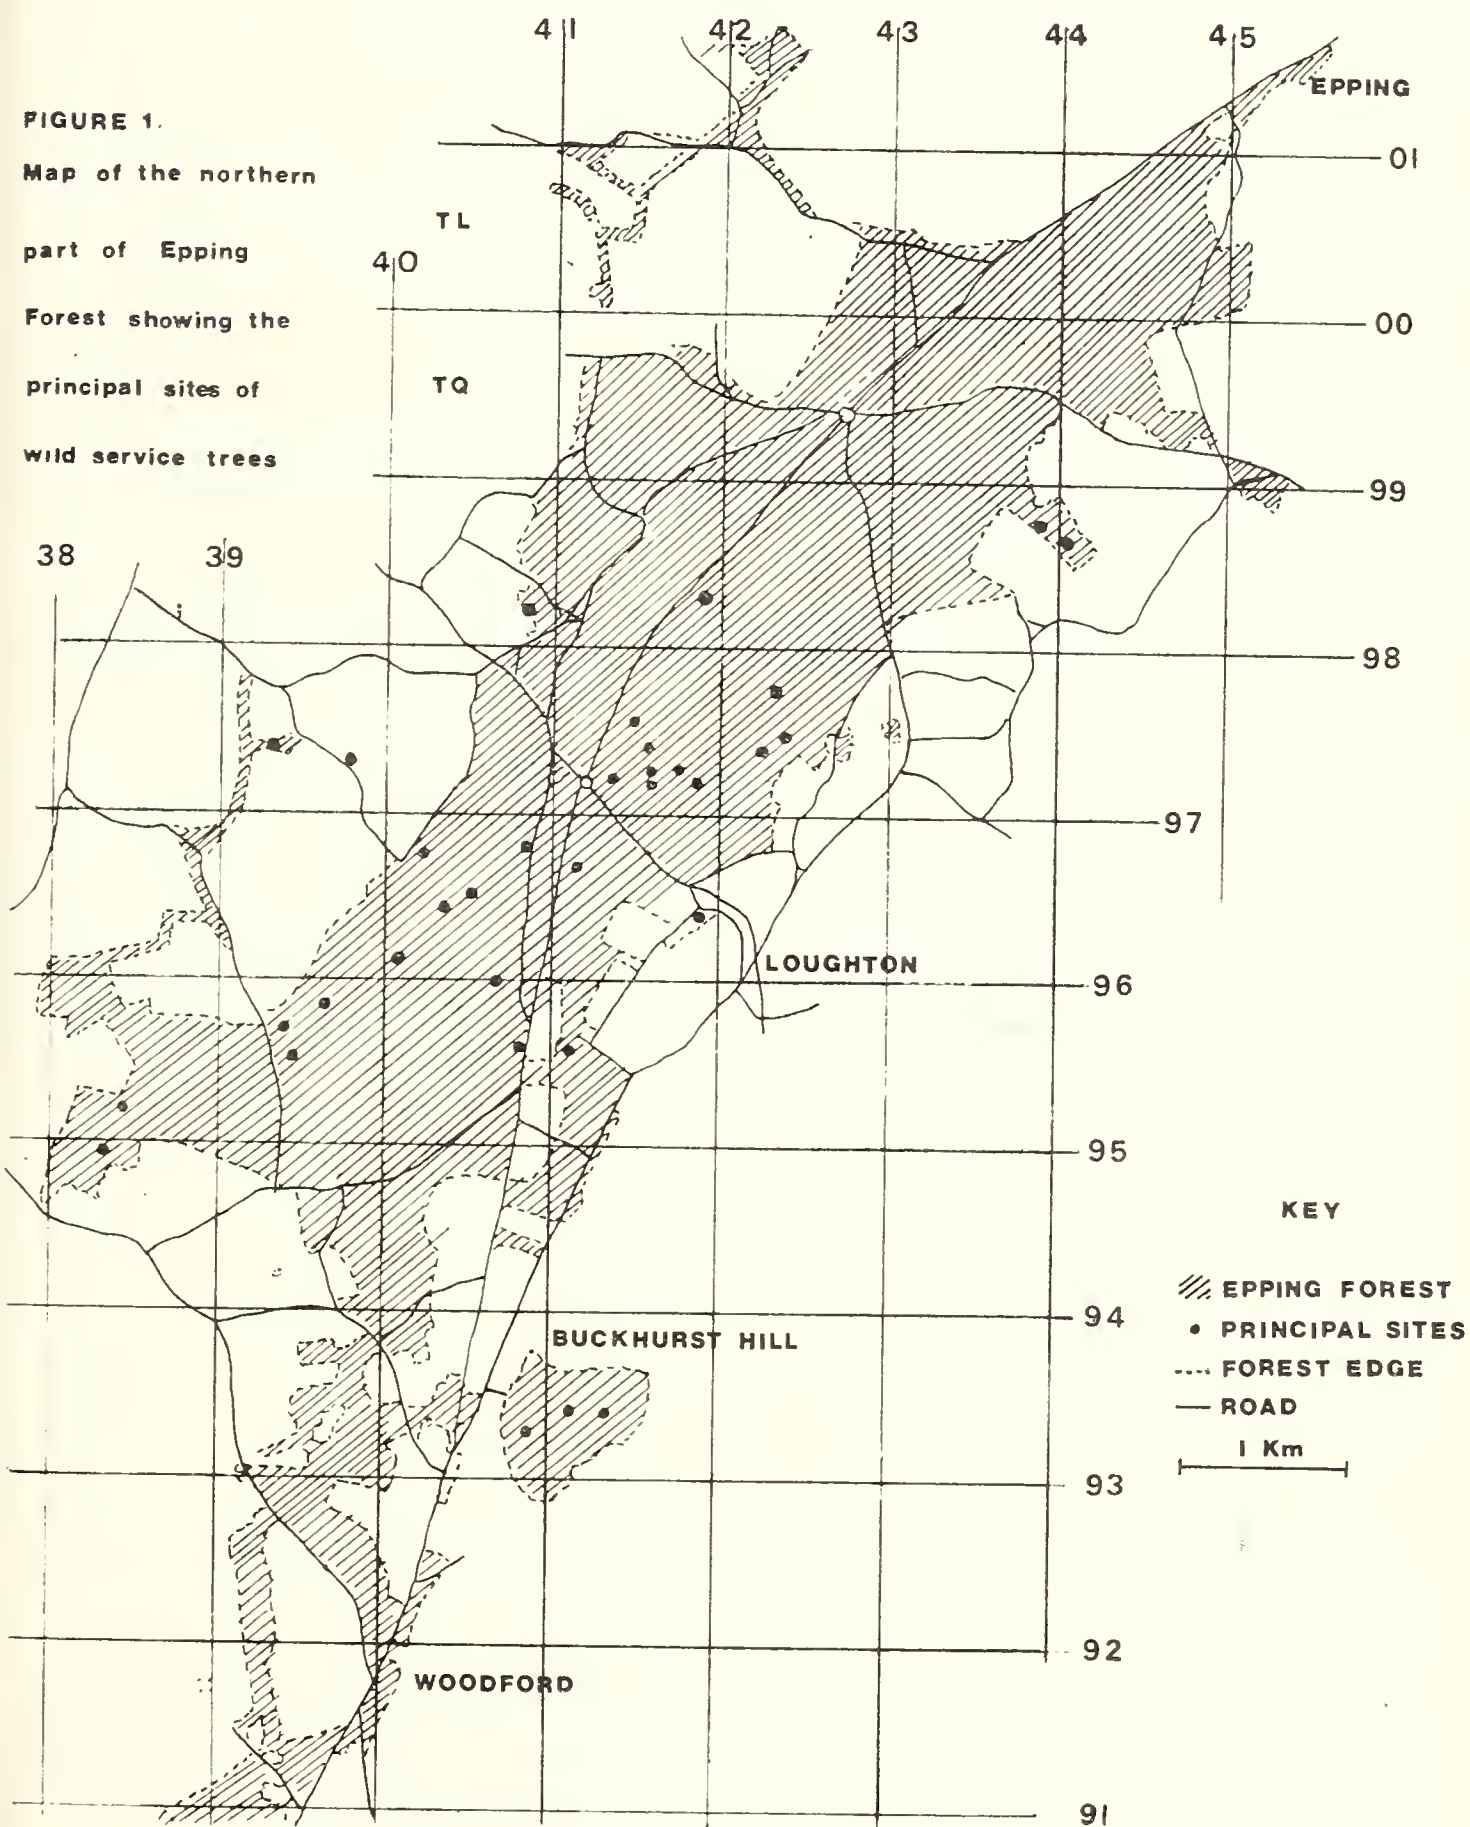 41 42 43 44 45
EPPING
FIGURE 1.
Map of the northern
01
TL
part of Epping
40
Forest showing the
00
principal sites of
TQ
wild service trees
99
38 39
98
97
LOUGHTON
96
95
KEY
EPPING FOREST
94
PRINCIPAL SITES
BUCKHURST HILL
FOREST EDGE
ROAD
1 Km
93
92
WOODFORD
91